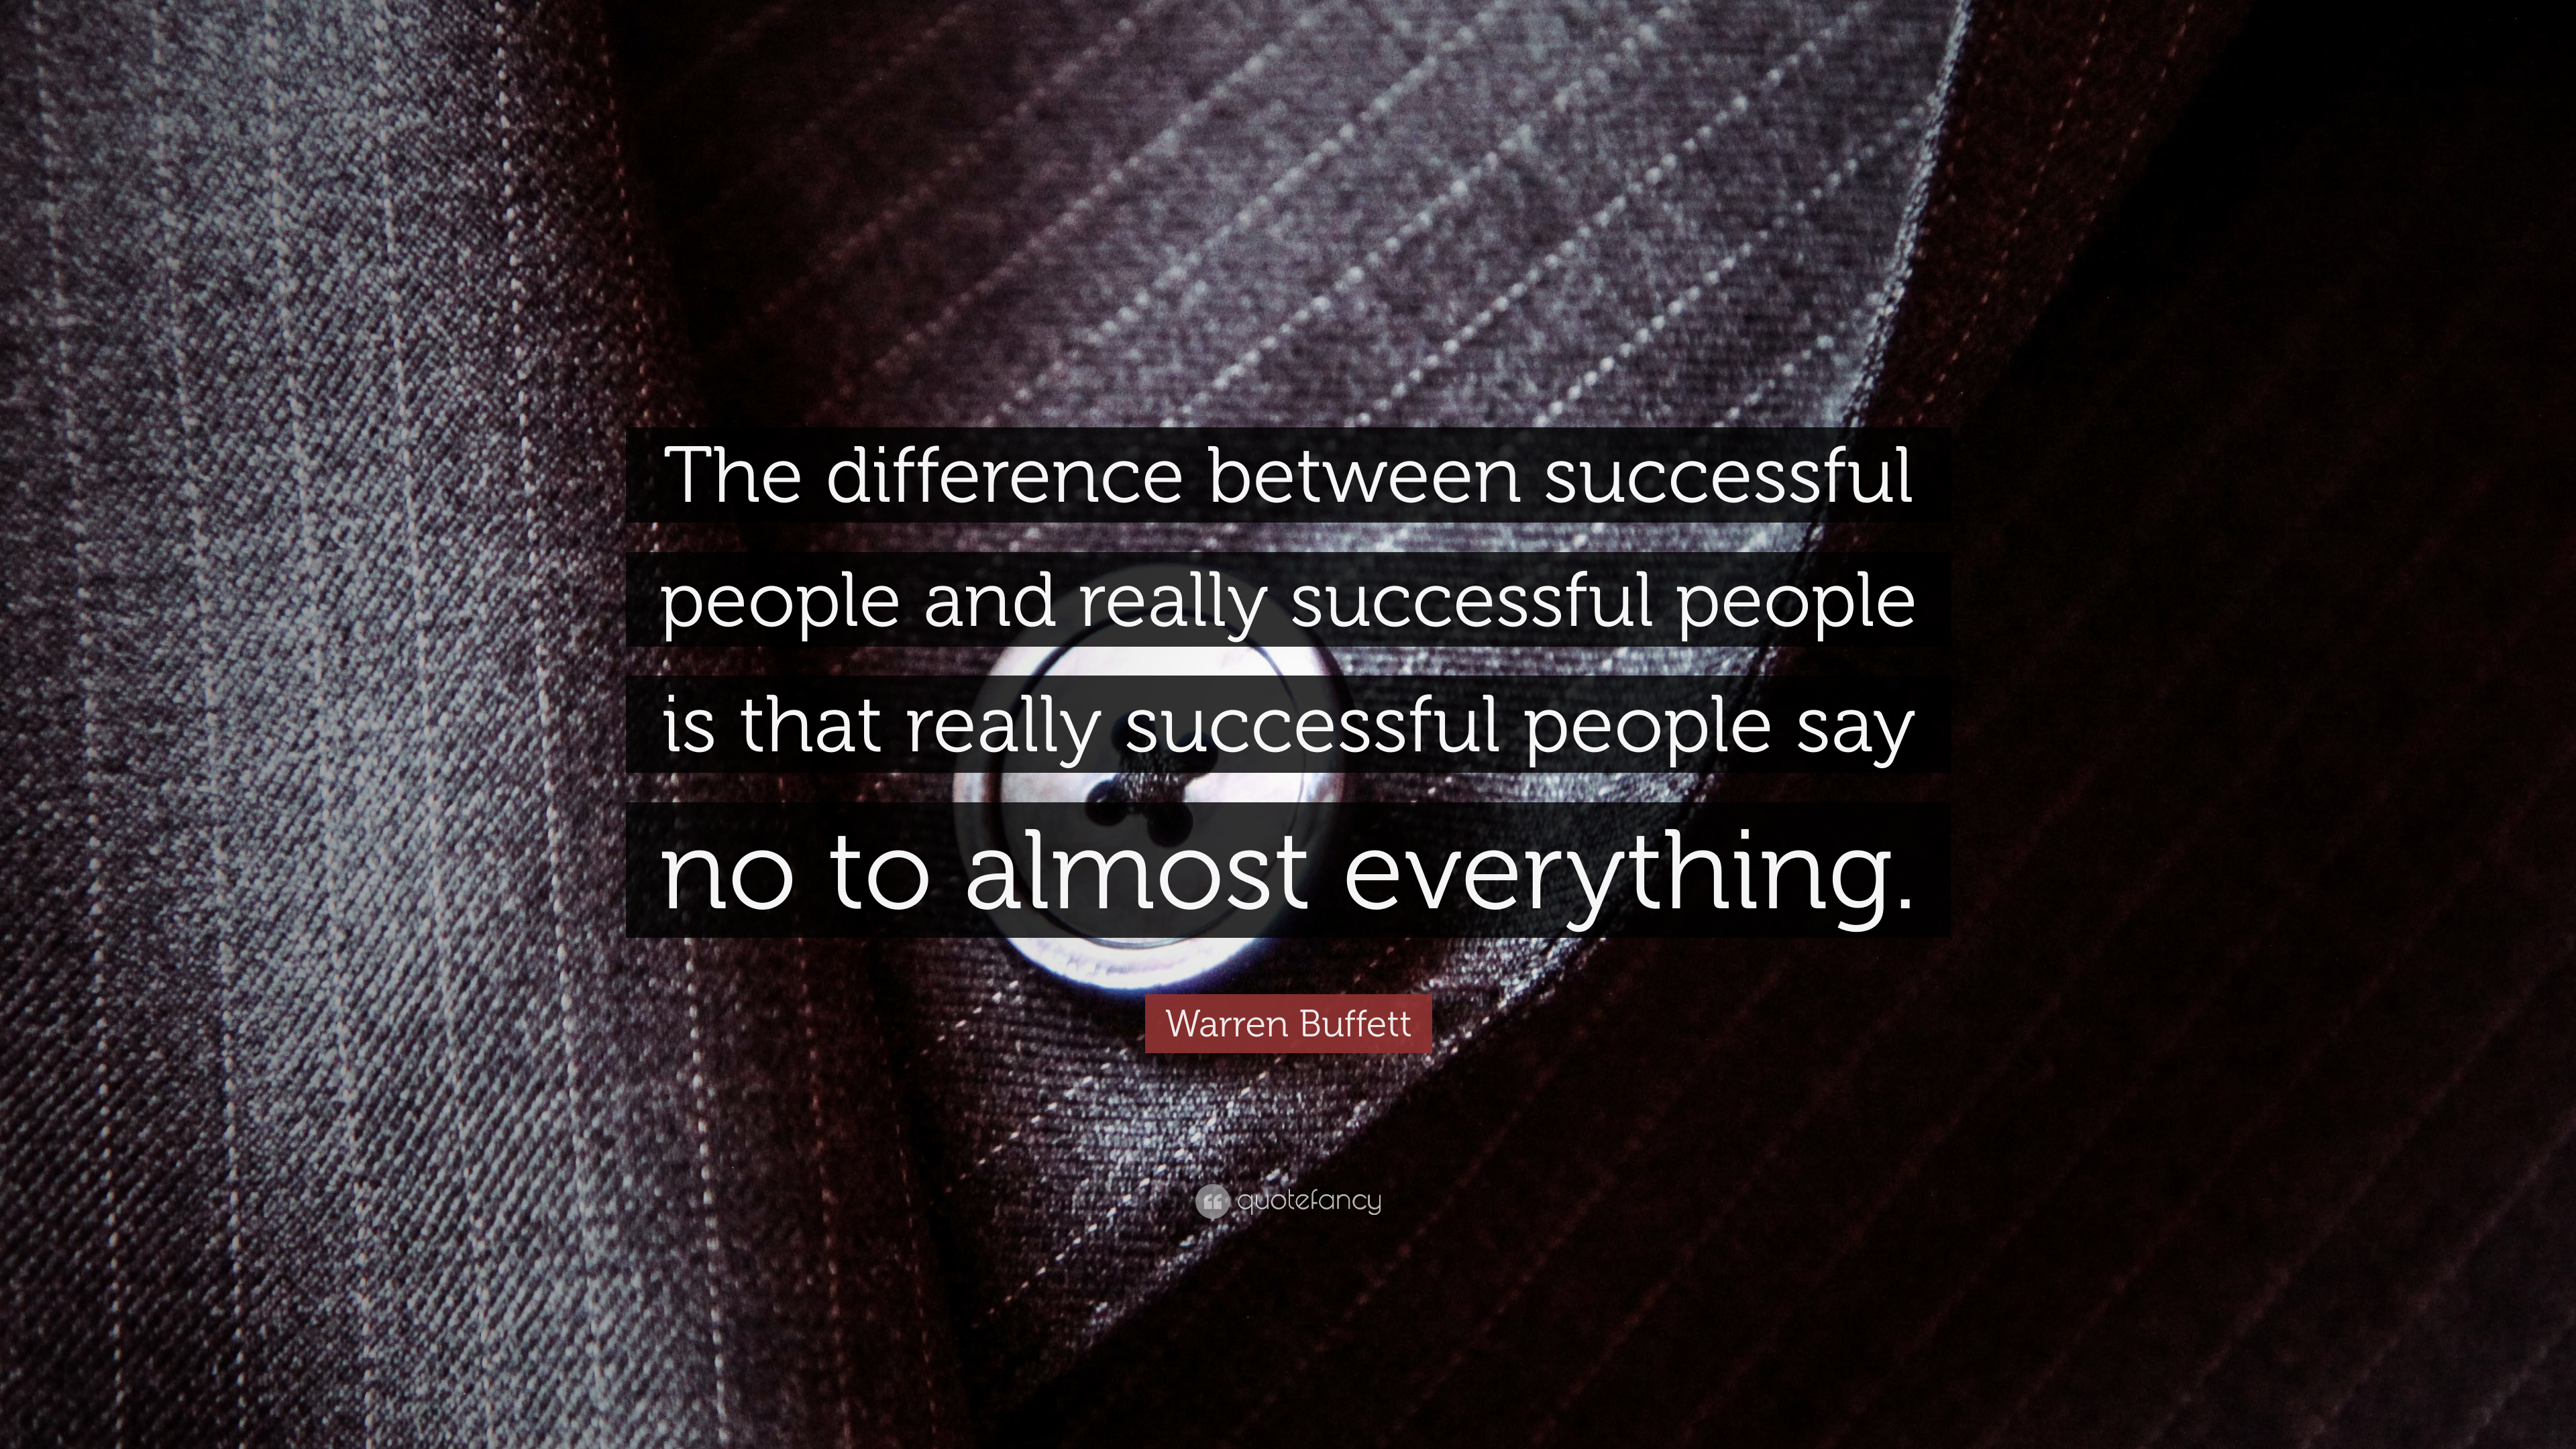 The difference between successful
people and really successful people
is that really successful people say
no to almost everything.
Warren Buffett
quotefancy